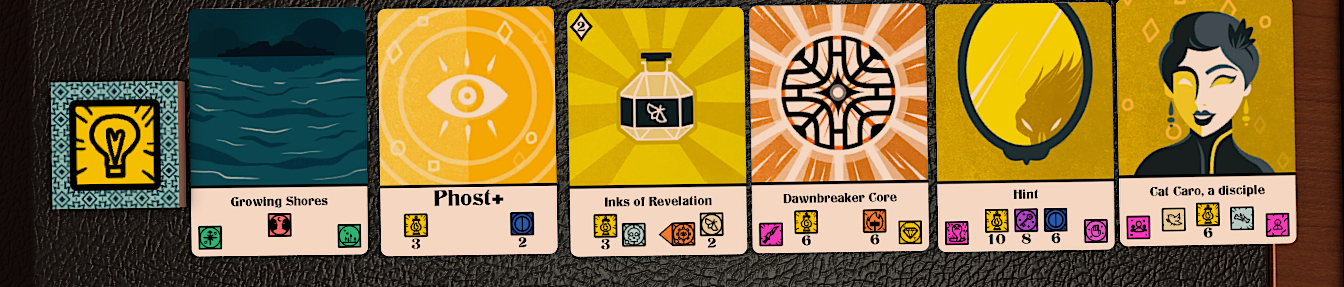 2
Growing Shores
Phost+
3
2
Inks of Revelation
3
2
Dawnbreaker Core
6
6
Hint
10
8
6
Cat Caro, a disciple
6